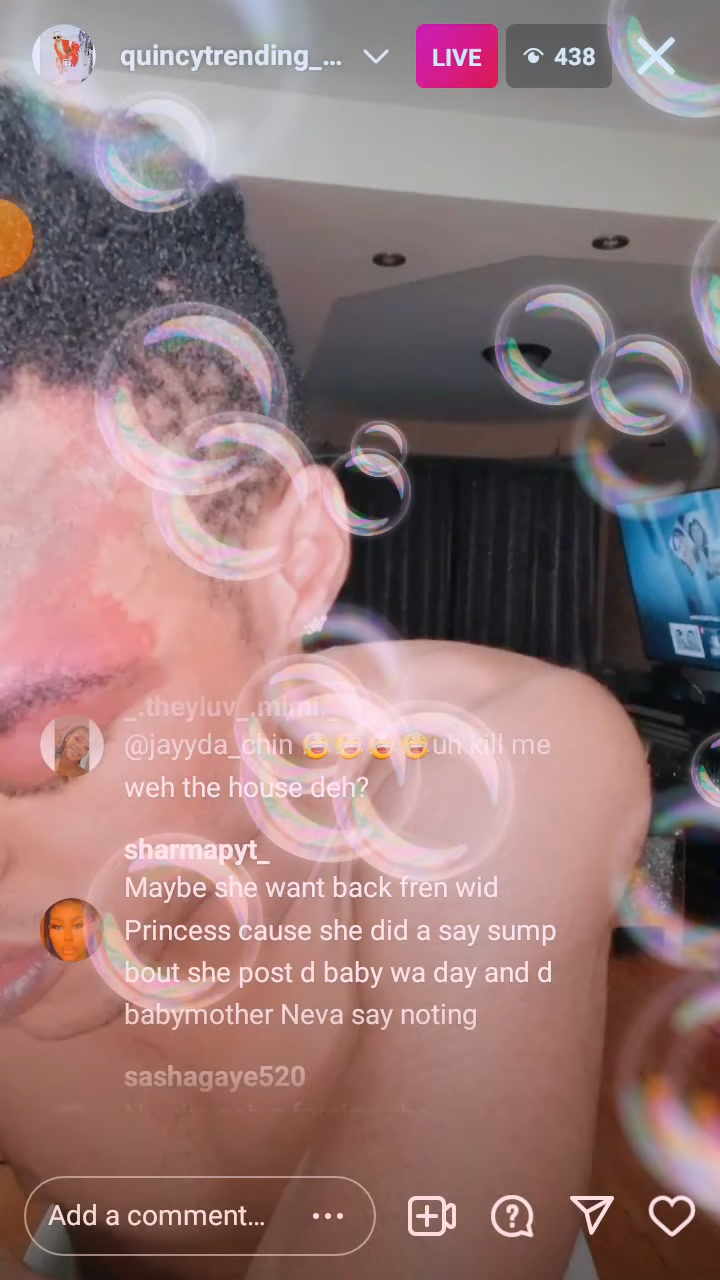 quincytrending_...
LIVE
438
_.theyluv_.mimi.
@jayyda_chin 😂😂😂😂uh kill me
weh the house deh?
sharmapyt_
Maybe she want back fren wid
Princess cause she did a say sump
bout she post d baby wa day and d
babymother Neva say noting
sashagaye520
Add a comment...